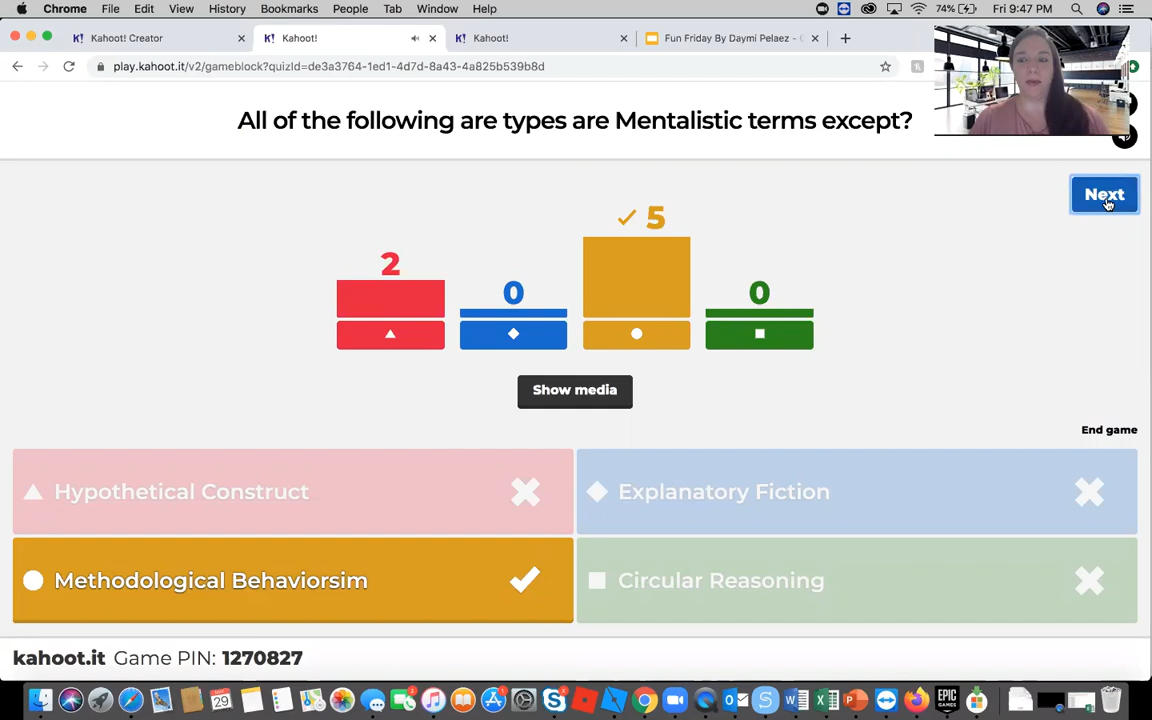 Chrome File Edit View History Bookmarks People Tab Window Help 74% Fri 9:47 PM
K! Kahoot! Creator K! Kahoot! K! Kahoot! Fun Friday By Daymi Pelaez -
play.kahoot.it/v2/gameblock?quizId=de3a3764-1ed1-4d7d-8a43-4a825b539b8d
All of the following are types are Mentalistic terms except?
Next
2
0
5
0
Show media
End game
Hypothetical Construct
Explanatory Fiction
Methodological Behaviorsim
Circular Reasoning
kahoot.it Game PIN: 1270827